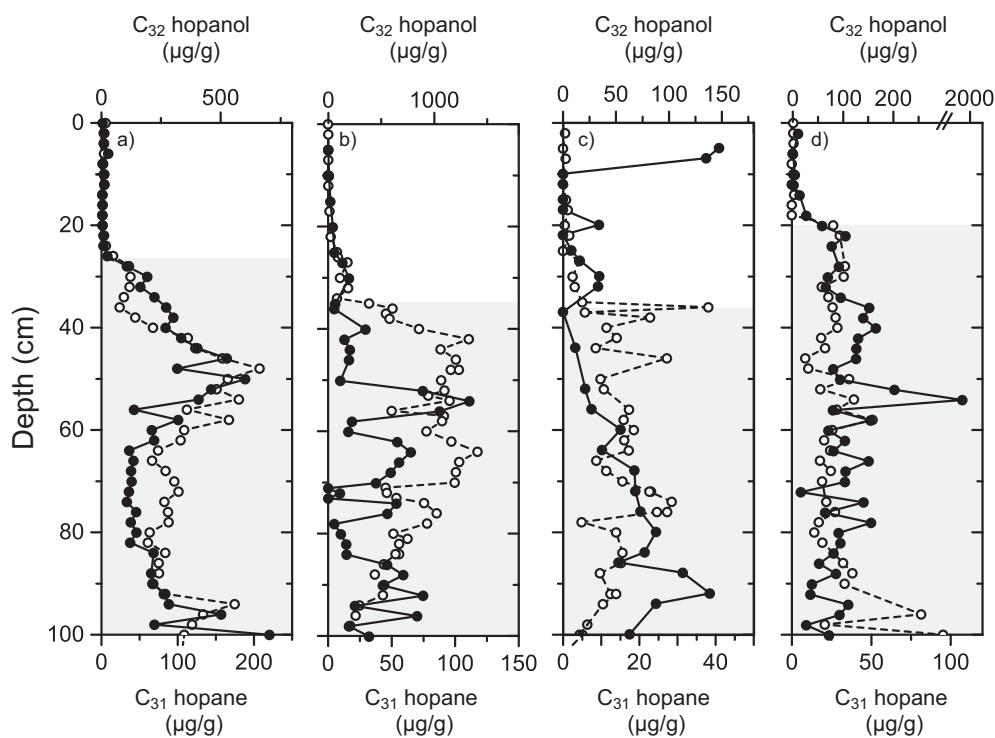 C₃₂ hopanol C₃₂ hopanol C₃₂ hopanol C₃₂ hopanol
(µg/g) (µg/g) (µg/g) (µg/g)
0 500 0 1000 0 50 100 150 0 100 200 2000
0 a) b) c) d)
20
40
60
80
100
Depth (cm)
0 100 200 0 50 100 150 0 20 40 0 50 100
C₃₁ hopane C₃₁ hopane C₃₁ hopane C₃₁ hopane
(µg/g) (µg/g) (µg/g) (µg/g)